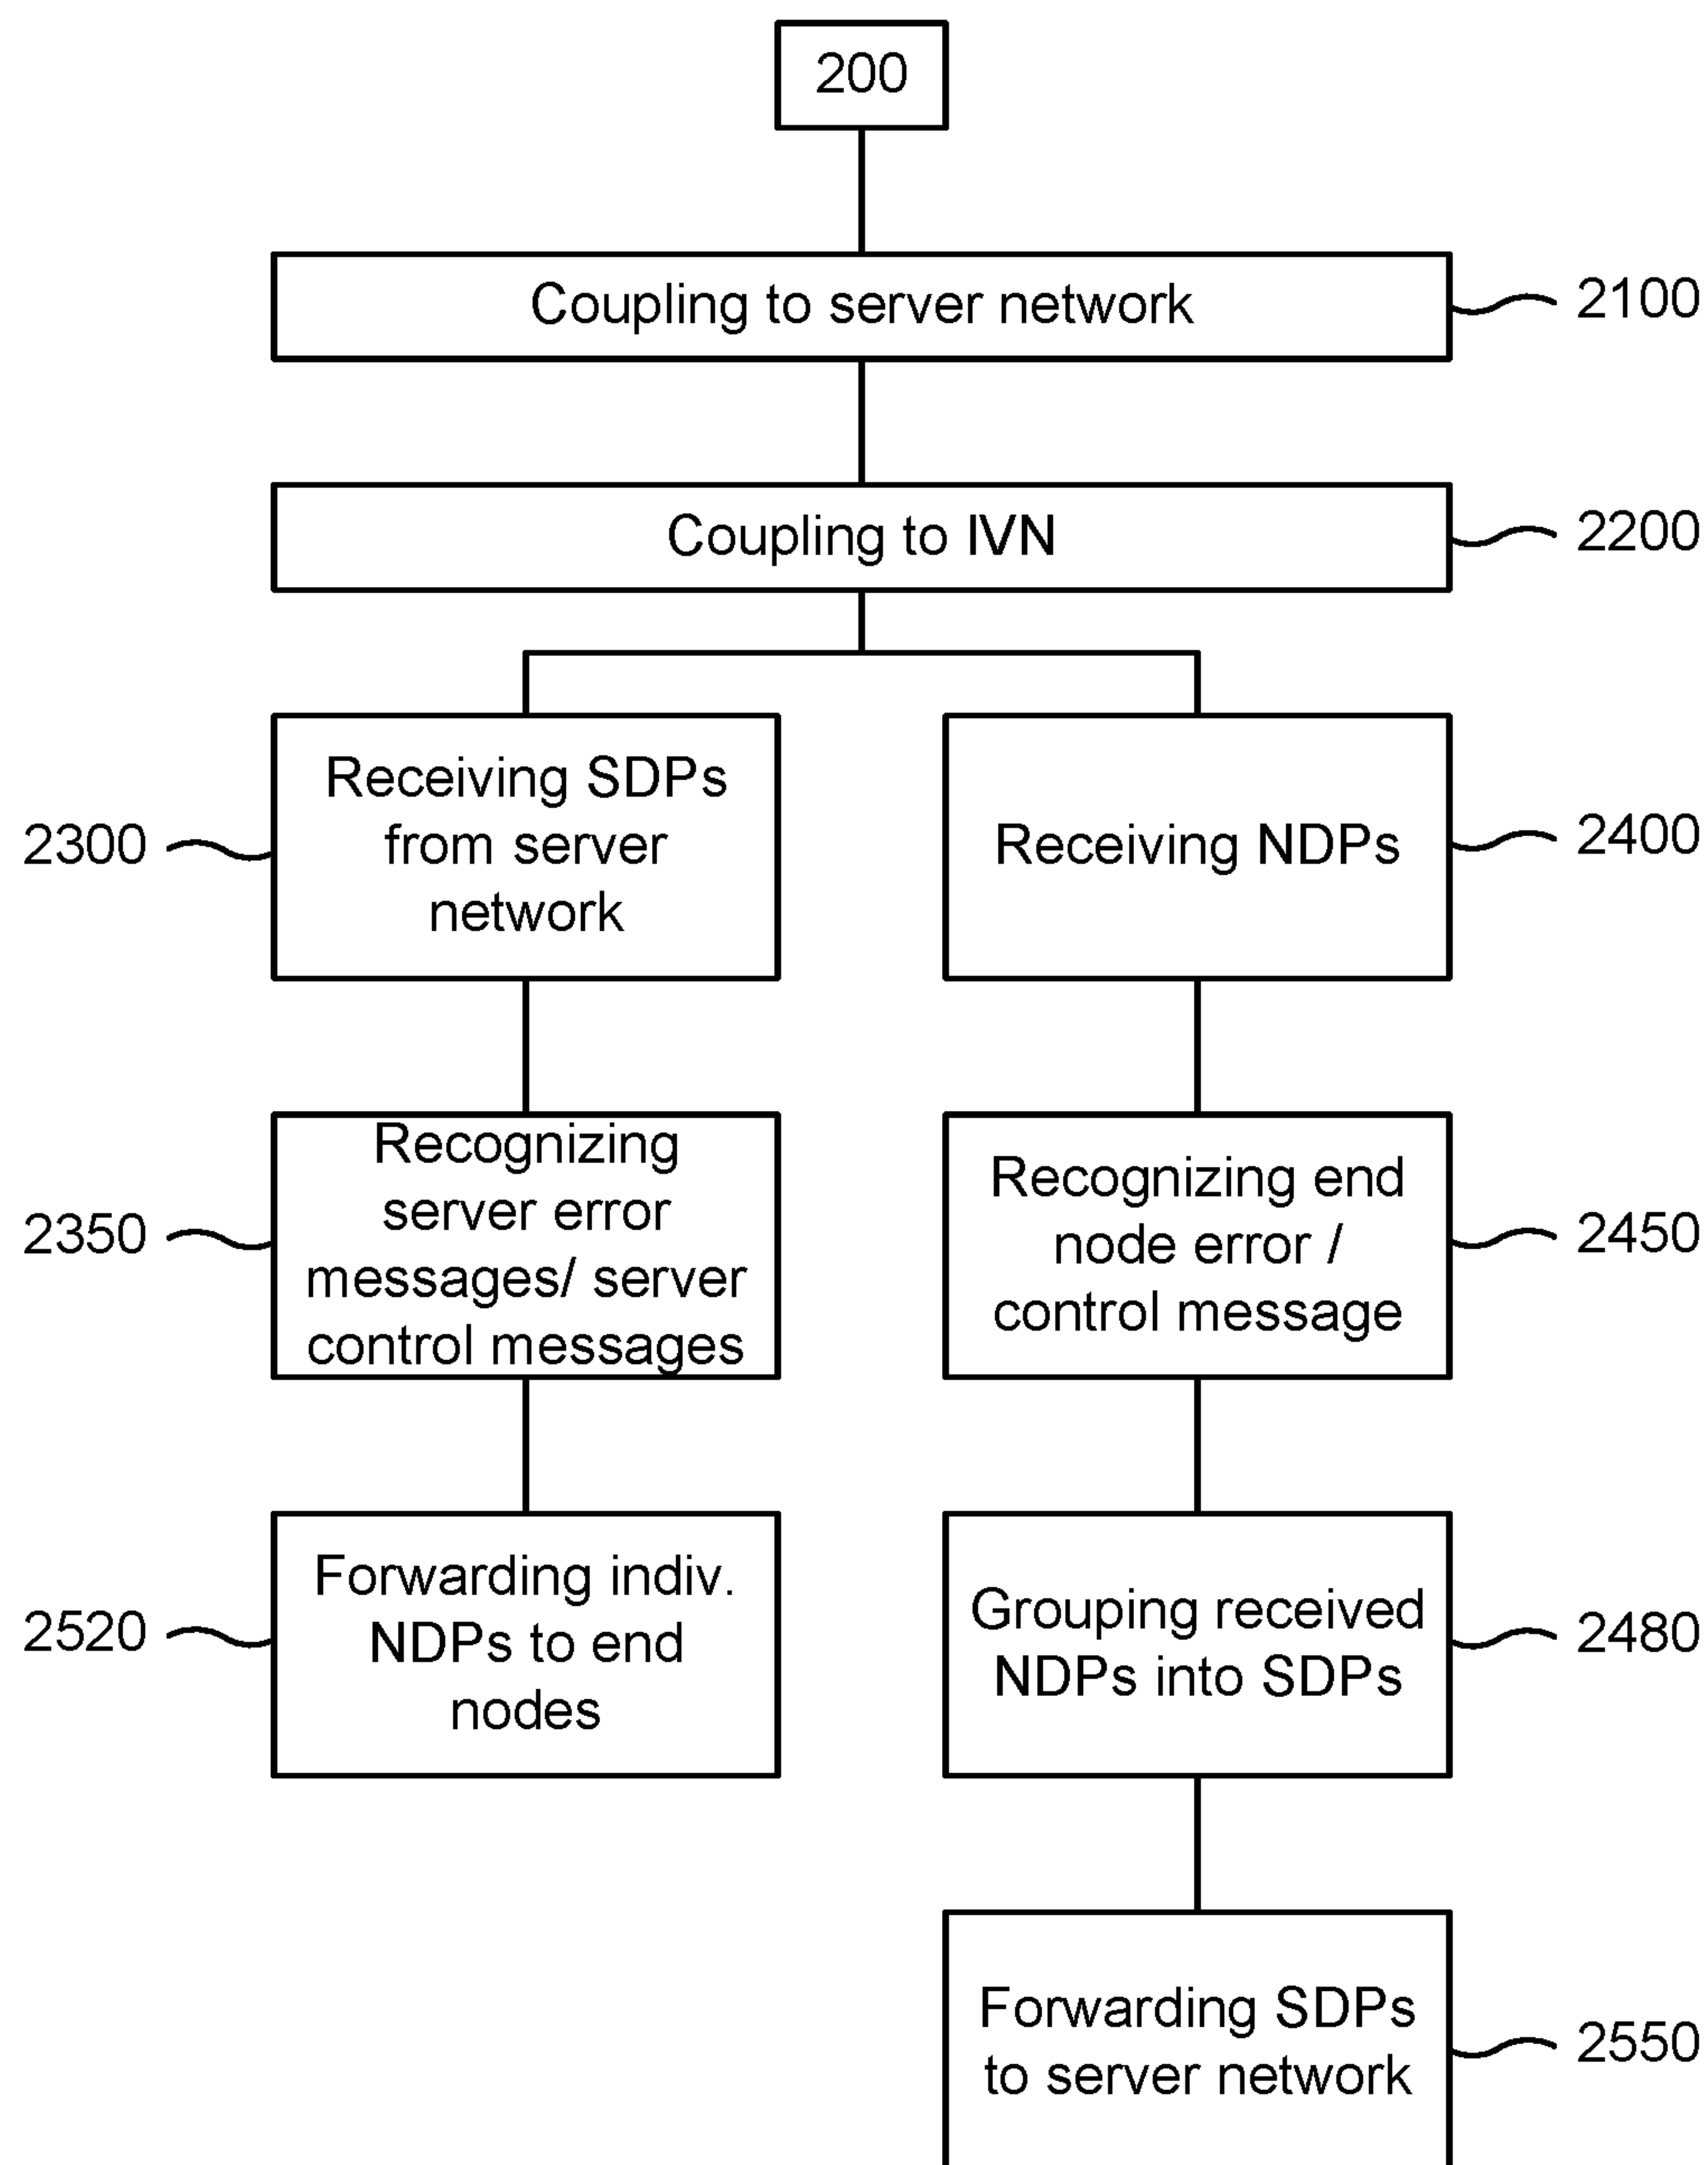 200
Coupling to server network
2100
Coupling to IVN
2200
Receiving SDPs
from server
network
2300
Receiving NDPs
2400
Recognizing
server error
messages/ server
control messages
2350
Recognizing end
node error /
control message
2450
Forwarding indiv.
NDPs to end
nodes
2520
Grouping received
NDPs into SDPs
2480
Forwarding SDPs
to server network
2550